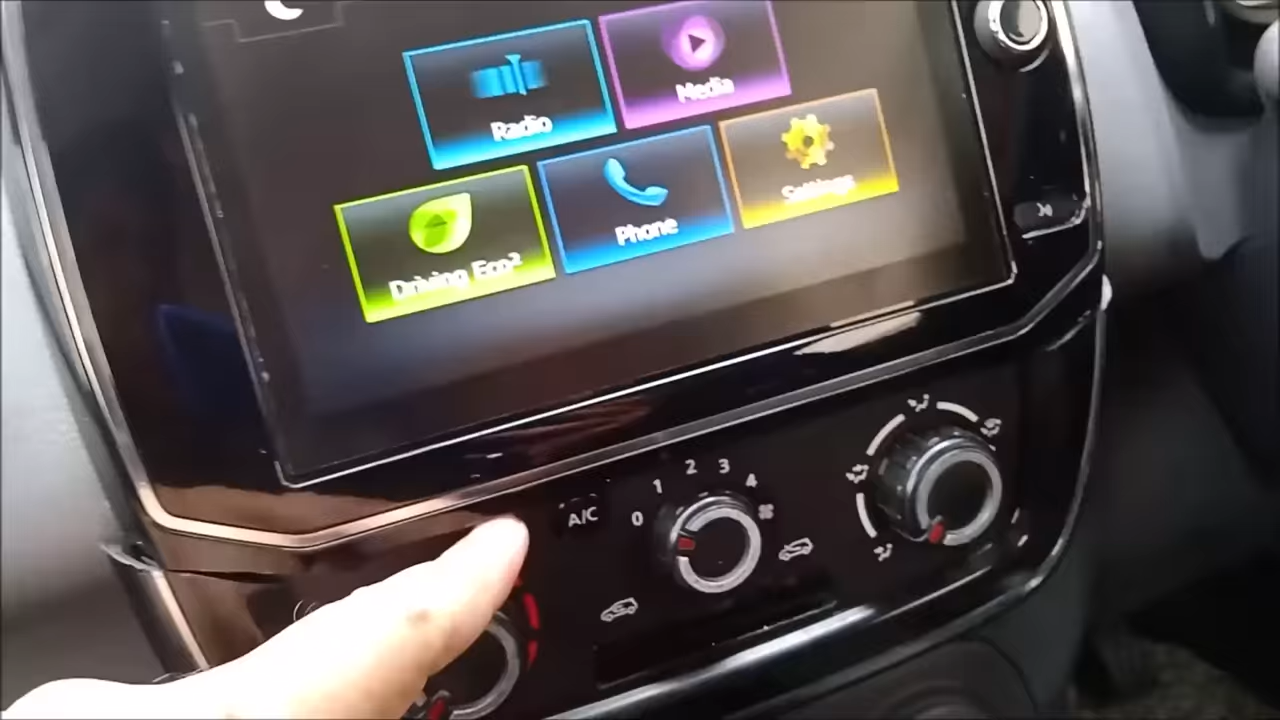 Media
Radio
Settings
Phone
Driving Eco²
A/C
0
1
2
3
4